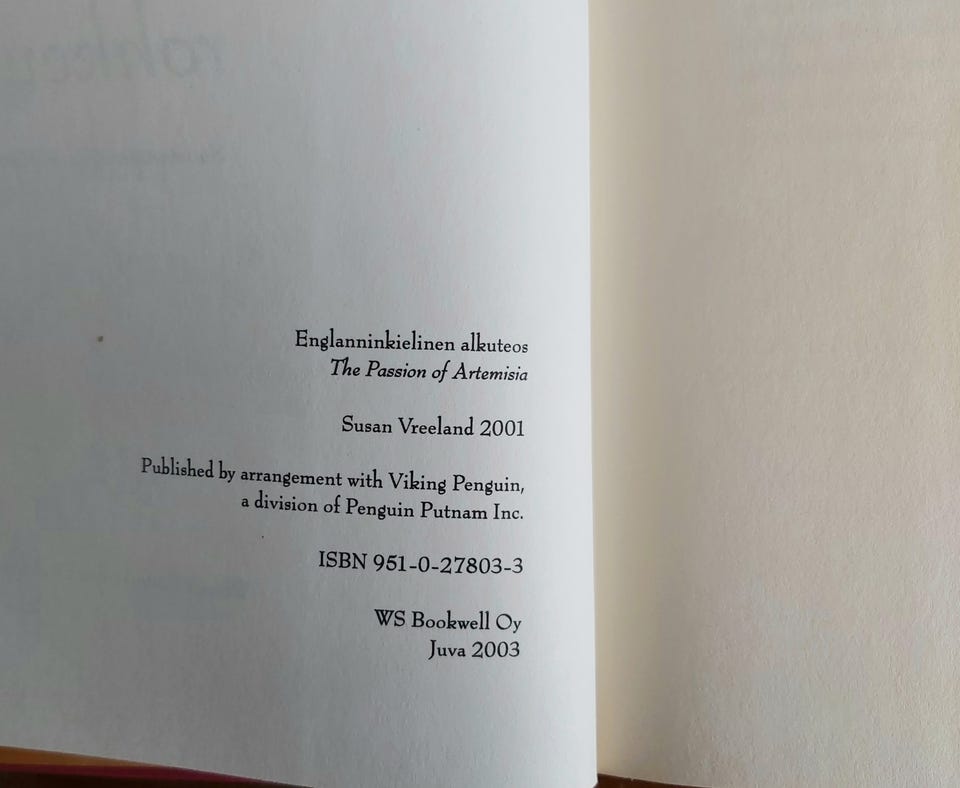 Englanninkielinen alkuteos
The Passion of Artemisia
Susan Vreeland 2001
Published by arrangement with Viking Penguin,
a division of Penguin Putnam Inc.
ISBN 951-0-27803-3
WS Bookwell Oy
Juva 2003